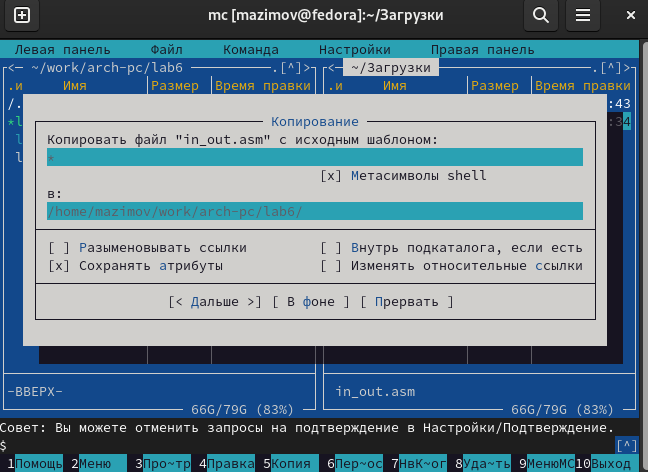 mc [mazimov@fedora]:~/Загрузки
Левая панель Файл Команда Настройки Правая панель
<— ~/work/arch-pc/lab6 .[^]> <— ~/Загрузки .[^]>
.и Имя Размер Время правки .и Имя Размер Время правки
/. :43
*l :34
l
l
Копирование
Копировать файл "in_out.asm" с исходным шаблоном:
*
[x] Метасимволы shell
в:
/home/mazimov/work/arch-pc/lab6/
[ ] Разыменовывать ссылки [ ] Внутрь подкаталога, если есть
[x] Сохранять атрибуты [ ] Изменять относительные ссылки
[< Дальше >] [ В фоне ] [ Прервать ]
-ВВЕРХ- in_out.asm
66G/79G (83%) 66G/79G (83%)
Совет: Вы можете отменить запросы на подтверждение в Настройки/Подтверждение.
$ [^]
1Помощь 2Меню 3Про~тр 4Правка 5Копия 6Пер~ос 7НвК~ог 8Уда~ть 9МенюМС 10Выход